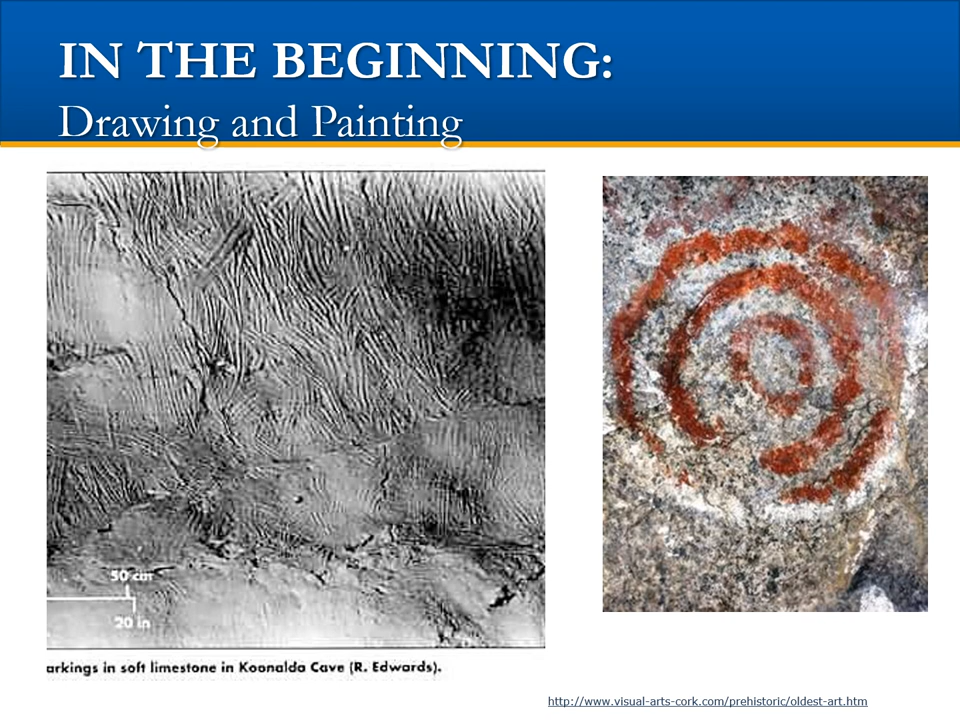 IN THE BEGINNING:
Drawing and Painting
50 cm
20 in
arkings in soft limestone in Koonalda Cave (R. Edwards).
http://www.visual-arts-cork.com/prehistoric/oldest-art.htm